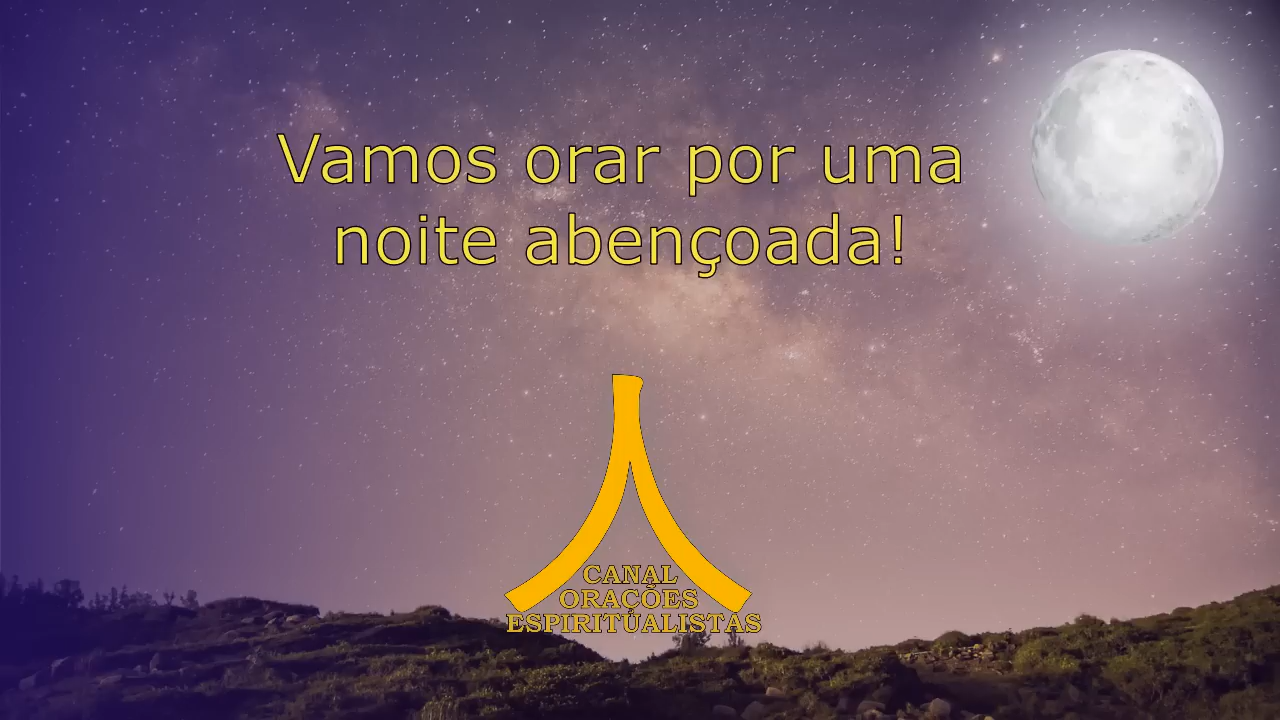 Vamos orar por uma
noite abençoada!
CANAL
ORAÇÕES
ESPIRITUALISTAS